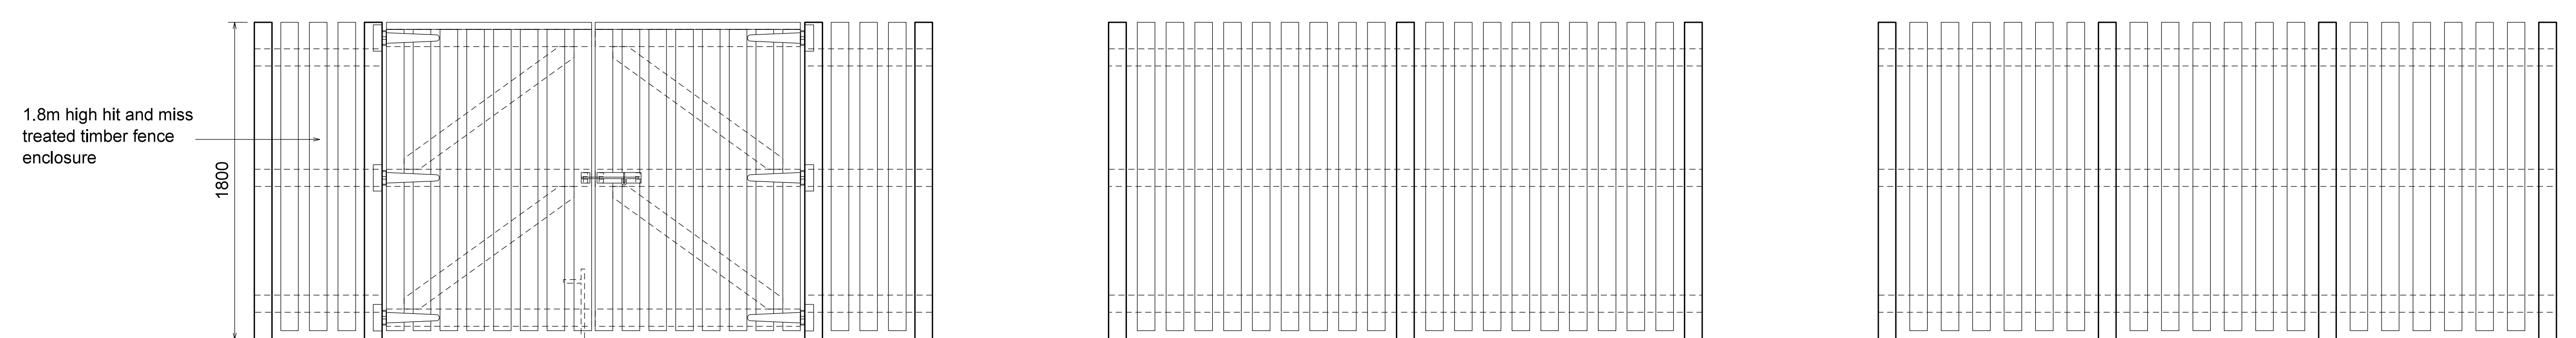 1.8m high hit and miss
treated timber fence
enclosure
1800